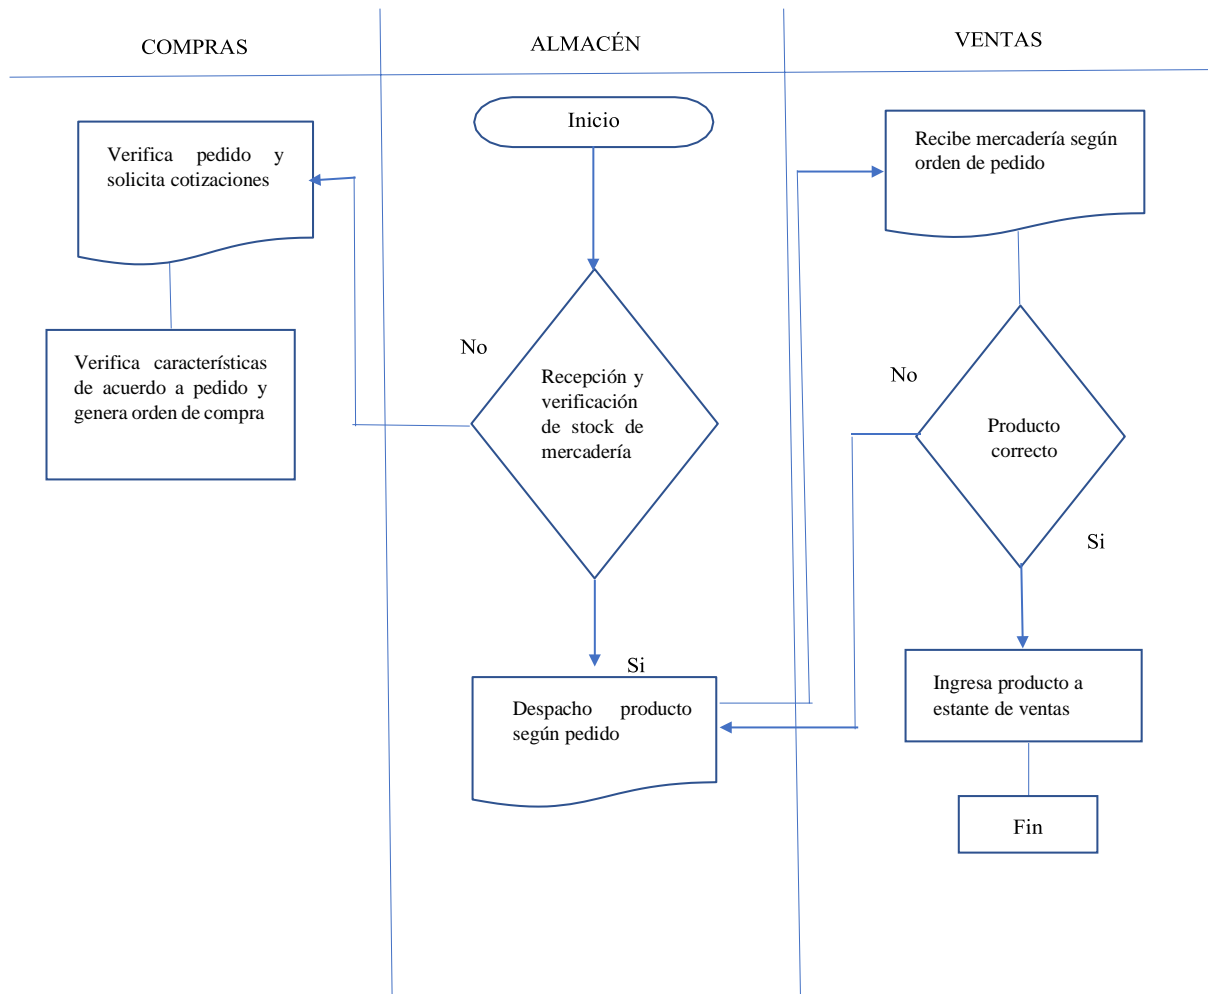 COMPRAS
ALMACÉN
VENTAS
Verifica pedido y
solicita cotizaciones
Verifica características
de acuerdo a pedido y
genera orden de compra
Inicio
No
Recepción y
verificación
de stock de
mercadería
Si
Despacho producto
según pedido
Recibe mercadería según
orden de pedido
No
Producto
correcto
Si
Ingresa producto a
estante de ventas
Fin